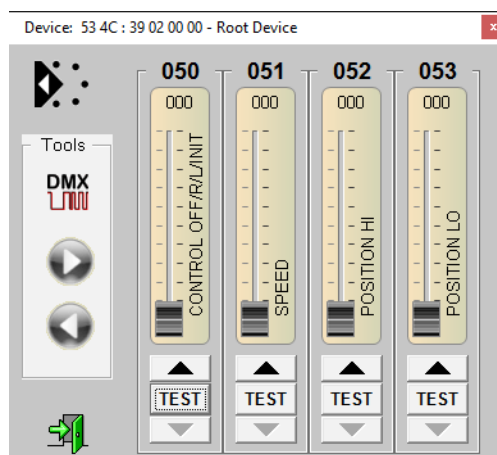 Device: 53 4C : 39 02 00 00 - Root Device
x
050 051 052 053
000 000 000 000
Tools
DMX
CONTROL OFF/R/L/INIT
SPEED
POSITION HI
POSITION LO
TEST TEST TEST TEST